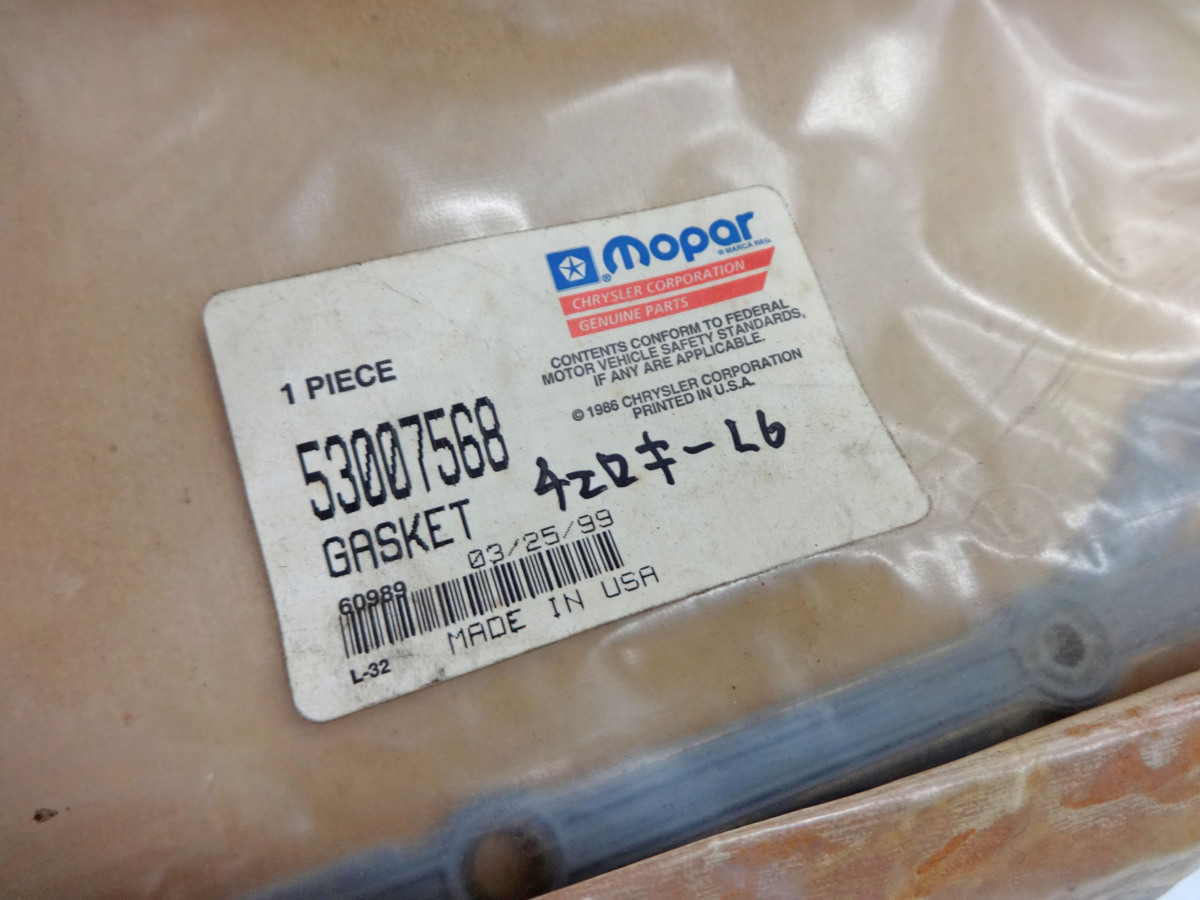 Mopar
® MARCA REG.
®
CHRYSLER CORPORATION
GENUINE PARTS
CONTENTS CONFORM TO FEDERAL
MOTOR VEHICLE SAFETY STANDARDS,
IF ANY ARE APPLICABLE.
© 1986 CHRYSLER CORPORATION
PRINTED IN U.S.A.
1 PIECE
53007568
チェロキー L6
GASKET
03/25/99
60989
MADE IN USA
L-32